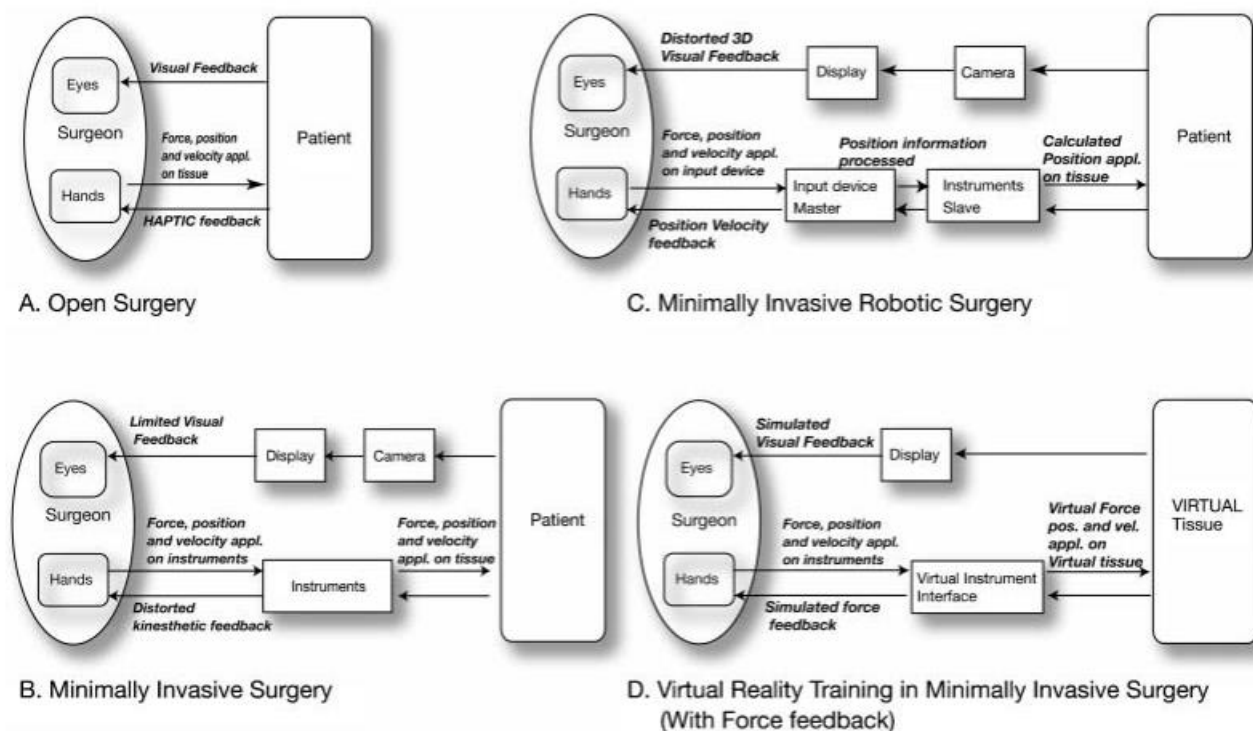 Visual Feedback
Eyes
Surgeon
Force, position
and velocity appl.
on tissue
Hands
HAPTIC feedback
Patient
A. Open Surgery
Distorted 3D
Visual Feedback
Display
Camera
Eyes
Surgeon
Force, position
and velocity appl.
on input device
Position information
processed
Calculated
Position appl.
on tissue
Patient
Hands
Input device
Master
Instruments
Slave
Position Velocity
feedback
C. Minimally Invasive Robotic Surgery
Limited Visual
Feedback
Display
Camera
Eyes
Surgeon
Force, position
and velocity appl.
on instruments
Force, position
and velocity
appl. on tissue
Patient
Hands
Instruments
Distorted
kinesthetic feedback
B. Minimally Invasive Surgery
Simulated
Visual Feedback
Display
Eyes
Surgeon
Force, position
and velocity appl.
on instruments
Virtual Force
pos. and vel.
appl. on
Virtual tissue
VIRTUAL
Tissue
Hands
Virtual Instrument
Interface
Simulated force
feedback
D. Virtual Reality Training in Minimally Invasive Surgery
(With Force feedback)